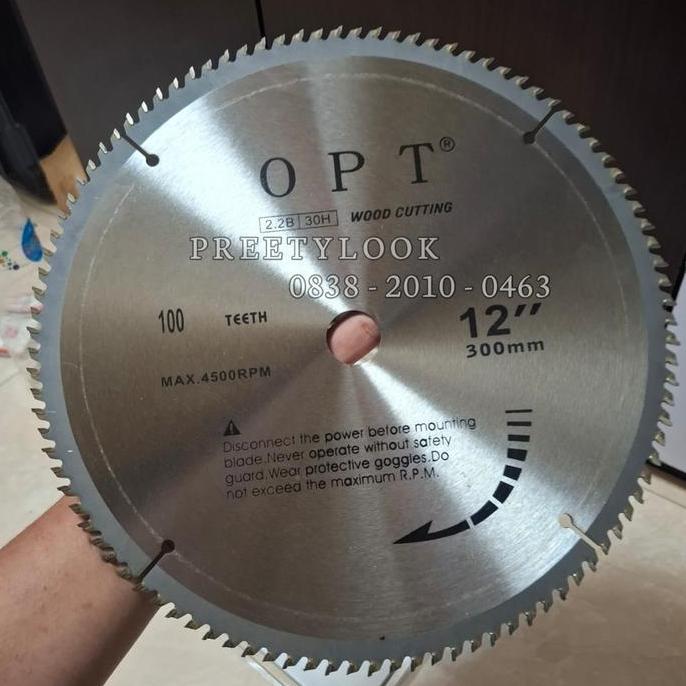 OPT®
2.2B 30H WOOD CUTTING
PREETYLOOK
0838 - 2010 - 0463
100 TEETH
12"
300mm
MAX.4500RPM
Disconnect the power before mounting
blade.Never operate without safety
guard.Wear protective goggles.Do
not exceed the maximum R.P.M.